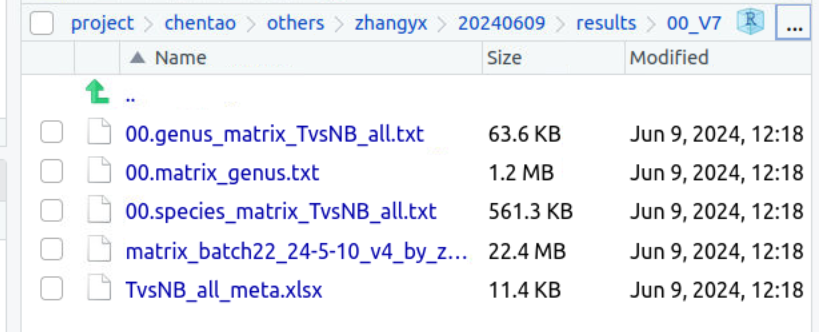 project > chentao > others > zhangyx > 20240609 > results > 00_V7 R ...
Name Size Modified
..
00.genus_matrix_TvsNB_all.txt 63.6 KB Jun 9, 2024, 12:18
00.matrix_genus.txt 1.2 MB Jun 9, 2024, 12:18
00.species_matrix_TvsNB_all.txt 561.3 KB Jun 9, 2024, 12:18
matrix_batch22_24-5-10_v4_by_z... 22.4 MB Jun 9, 2024, 12:18
TvsNB_all_meta.xlsx 11.4 KB Jun 9, 2024, 12:18